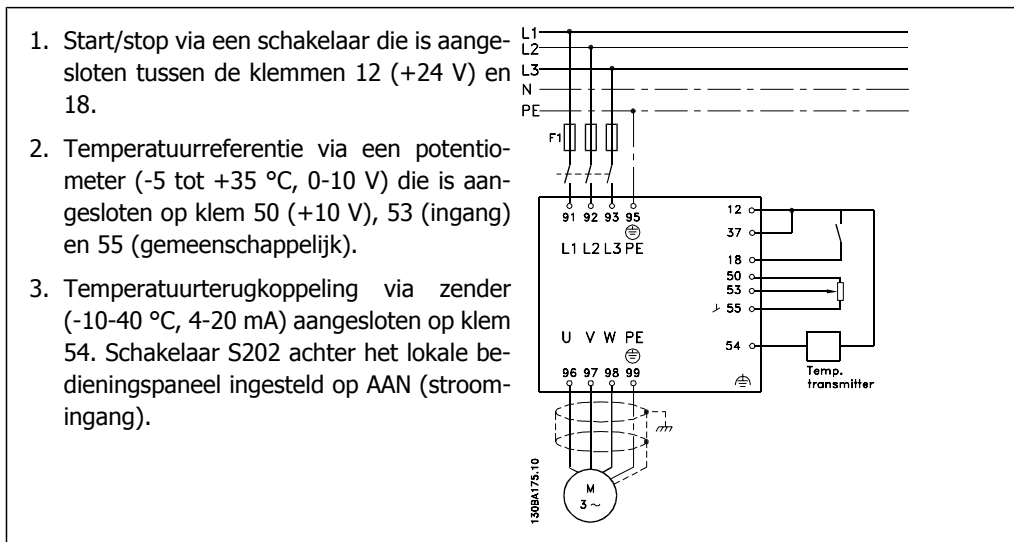 1. Start/stop via een schakelaar die is aange-
sloten tussen de klemmen 12 (+24 V) en
18.
2. Temperatuurreferentie via een potentio-
meter (-5 tot +35 °C, 0-10 V) die is aan-
gesloten op klem 50 (+10 V), 53 (ingang)
en 55 (gemeenschappelijk).
3. Temperatuurterugkoppeling via zender
(-10-40 °C, 4-20 mA) aangesloten op klem
54. Schakelaar S202 achter het lokale be-
dieningspaneel ingesteld op AAN (stroom-
ingang).
L1
L2
L3
N
PE
F1
91 92 93 95
L1 L2 L3 PE
12
37
18
50
53
55
54
Temp.
transmitter
U V W PE
96 97 98 99
M
3 ~
130BA175.10